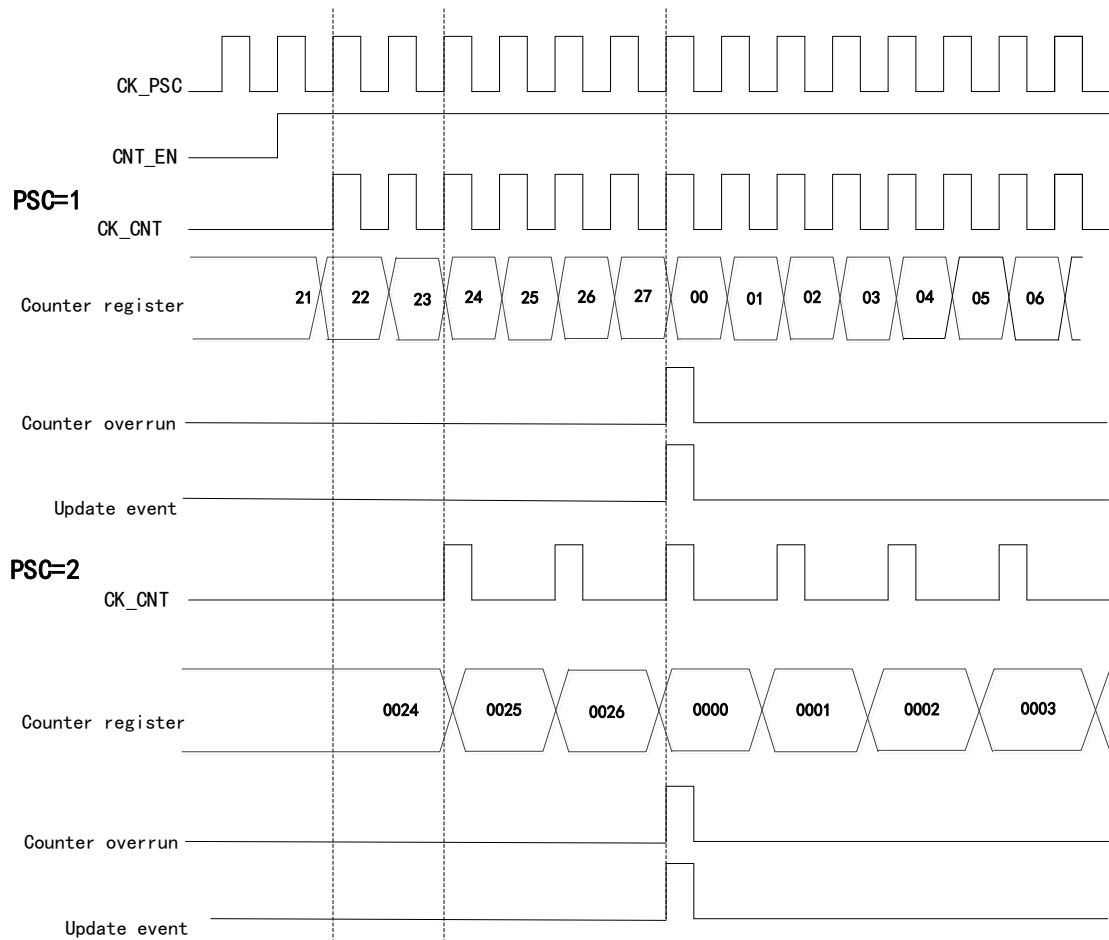 CK_PSC
CNT_EN
PSC=1
CK_CNT
Counter register 21 22 23 24 25 26 27 00 01 02 03 04 05 06
Counter overrun
Update event
PSC=2
CK_CNT
Counter register 0024 0025 0026 0000 0001 0002 0003
Counter overrun
Update event